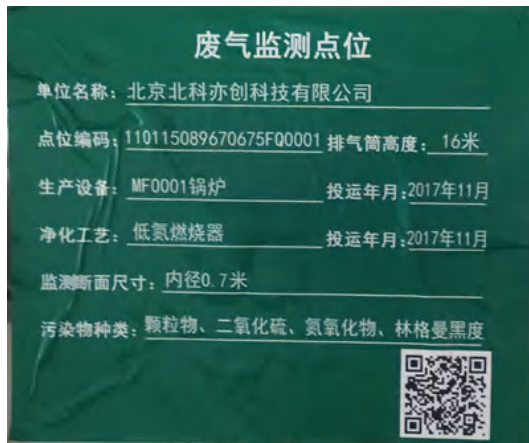 废气监测点位
单位名称：北京北科亦创科技有限公司
点位编码：110115089670675FQ0001 排气筒高度：16米
生产设备：MF0001锅炉 投运年月：2017年11月
净化工艺：低氮燃烧器 投运年月：2017年11月
监测断面尺寸：内径0.7米
污染物种类：颗粒物、二氧化硫、氮氧化物、林格曼黑度